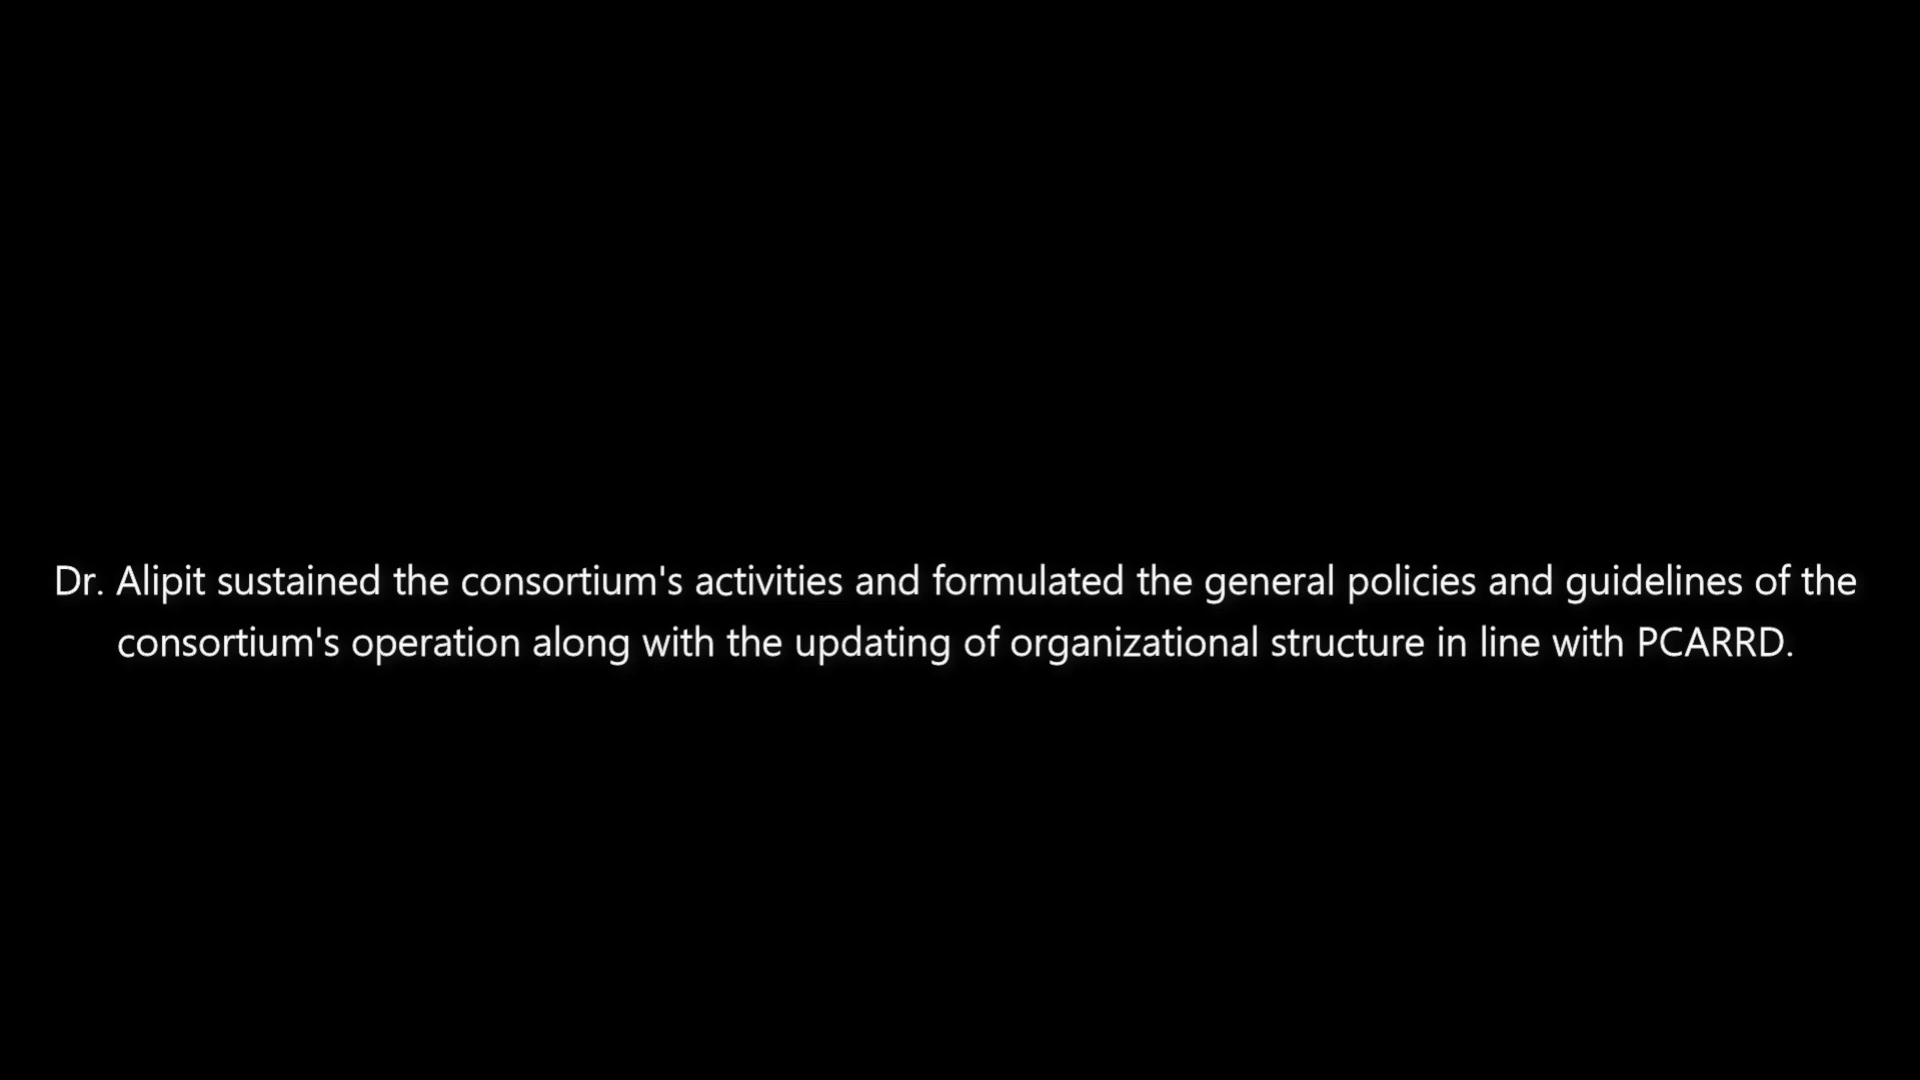 Dr. Alipit sustained the consortium's activities and formulated the general policies and guidelines of the
consortium's operation along with the updating of organizational structure in line with PCARRD.